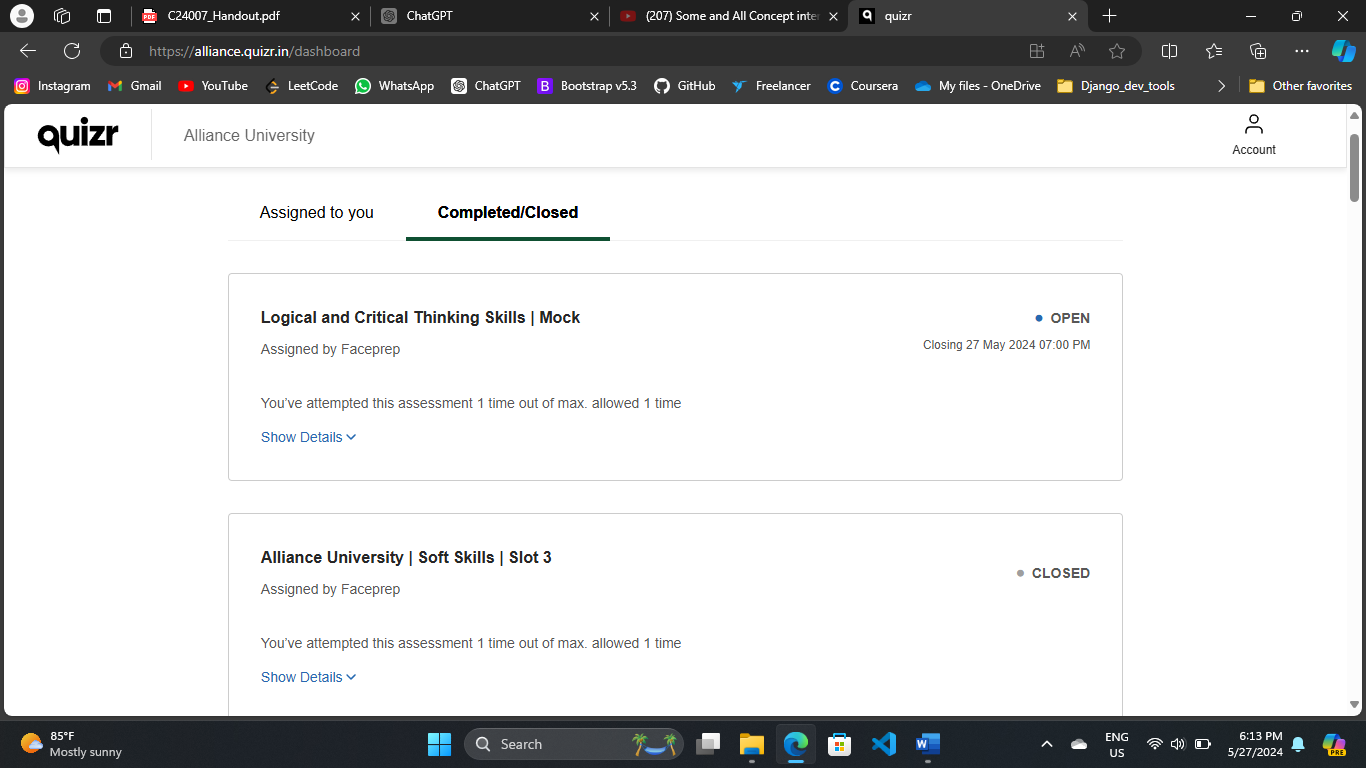 C24007_Handout.pdf
ChatGPT
(207) Some and All Concept inter
quizr
https://alliance.quizr.in/dashboard
Instagram
Gmail
YouTube
LeetCode
WhatsApp
ChatGPT
Bootstrap v5.3
GitHub
Freelancer
Coursera
My files - OneDrive
Django_dev_tools
Other favorites
quizr
Alliance University
Account
Assigned to you
Completed/Closed
Logical and Critical Thinking Skills | Mock
OPEN
Assigned by Faceprep
Closing 27 May 2024 07:00 PM
You’ve attempted this assessment 1 time out of max. allowed 1 time
Show Details
Alliance University | Soft Skills | Slot 3
CLOSED
Assigned by Faceprep
You’ve attempted this assessment 1 time out of max. allowed 1 time
Show Details
85°F
Mostly sunny
Search
ENG
US
6:13 PM
5/27/2024
PRE